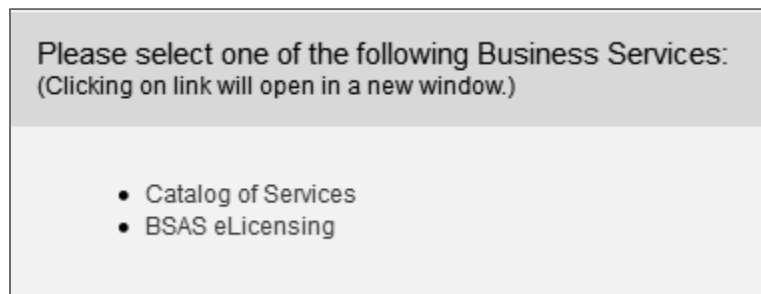 Please select one of the following Business Services:
(Clicking on link will open in a new window.)
• Catalog of Services
• BSAS eLicensing